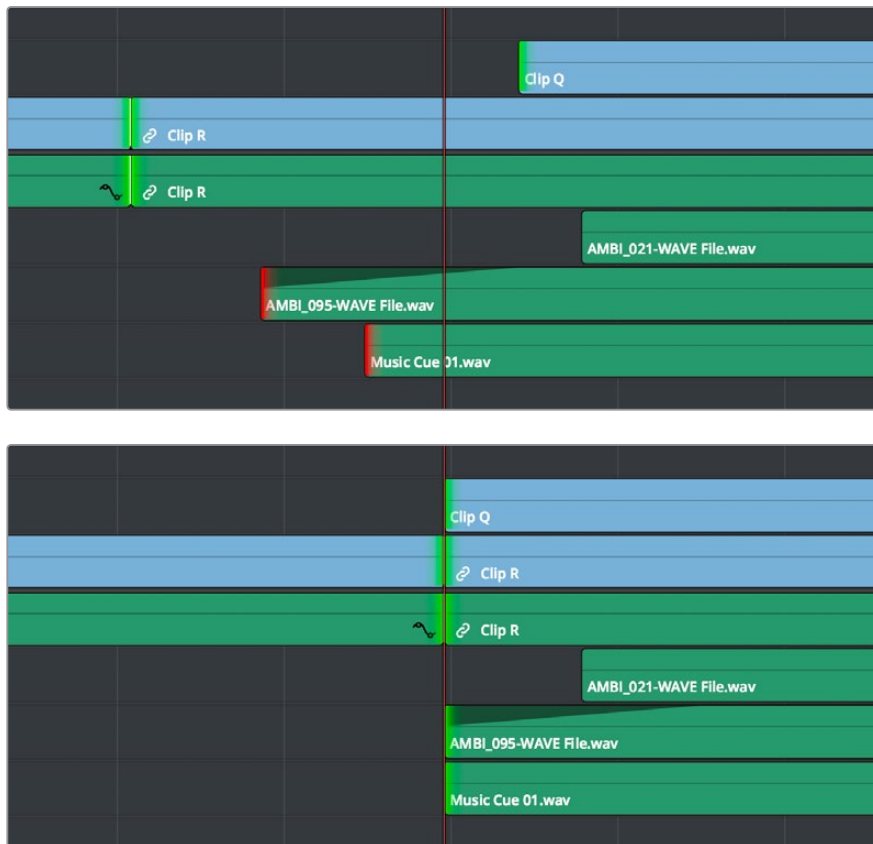 Clip Q
Clip R
Clip R
AMBI_021-WAVE File.wav
AMBI_095-WAVE File.wav
Music Cue 01.wav
Clip Q
Clip R
Clip R
AMBI_021-WAVE File.wav
AMBI_095-WAVE File.wav
Music Cue 01.wav